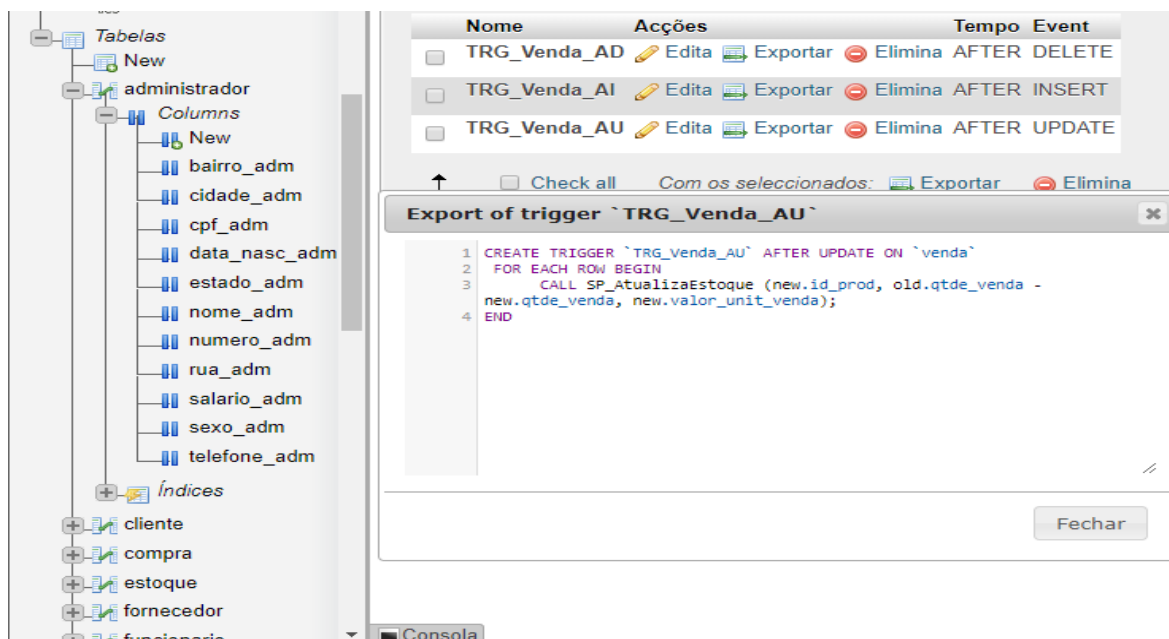 Tabelas
New
administrador
Columns
New
bairro_adm
cidade_adm
cpf_adm
data_nasc_adm
estado_adm
nome_adm
numero_adm
rua_adm
salario_adm
sexo_adm
telefone_adm
Índices
cliente
compra
estoque
fornecedor
Nome Acções Tempo Event
TRG_Venda_AD Edita Exportar Elimina AFTER DELETE
TRG_Venda_AI Edita Exportar Elimina AFTER INSERT
TRG_Venda_AU Edita Exportar Elimina AFTER UPDATE
Check all Com os seleccionados: Exportar Elimina
Export of trigger `TRG_Venda_AU`
1 CREATE TRIGGER `TRG_Venda_AU` AFTER UPDATE ON `venda`
2 FOR EACH ROW BEGIN
3 CALL SP_AtualizaEstoque (new.id_prod, old.qtde_venda -
new.qtde_venda, new.valor_unit_venda);
4 END
Fechar
Consola